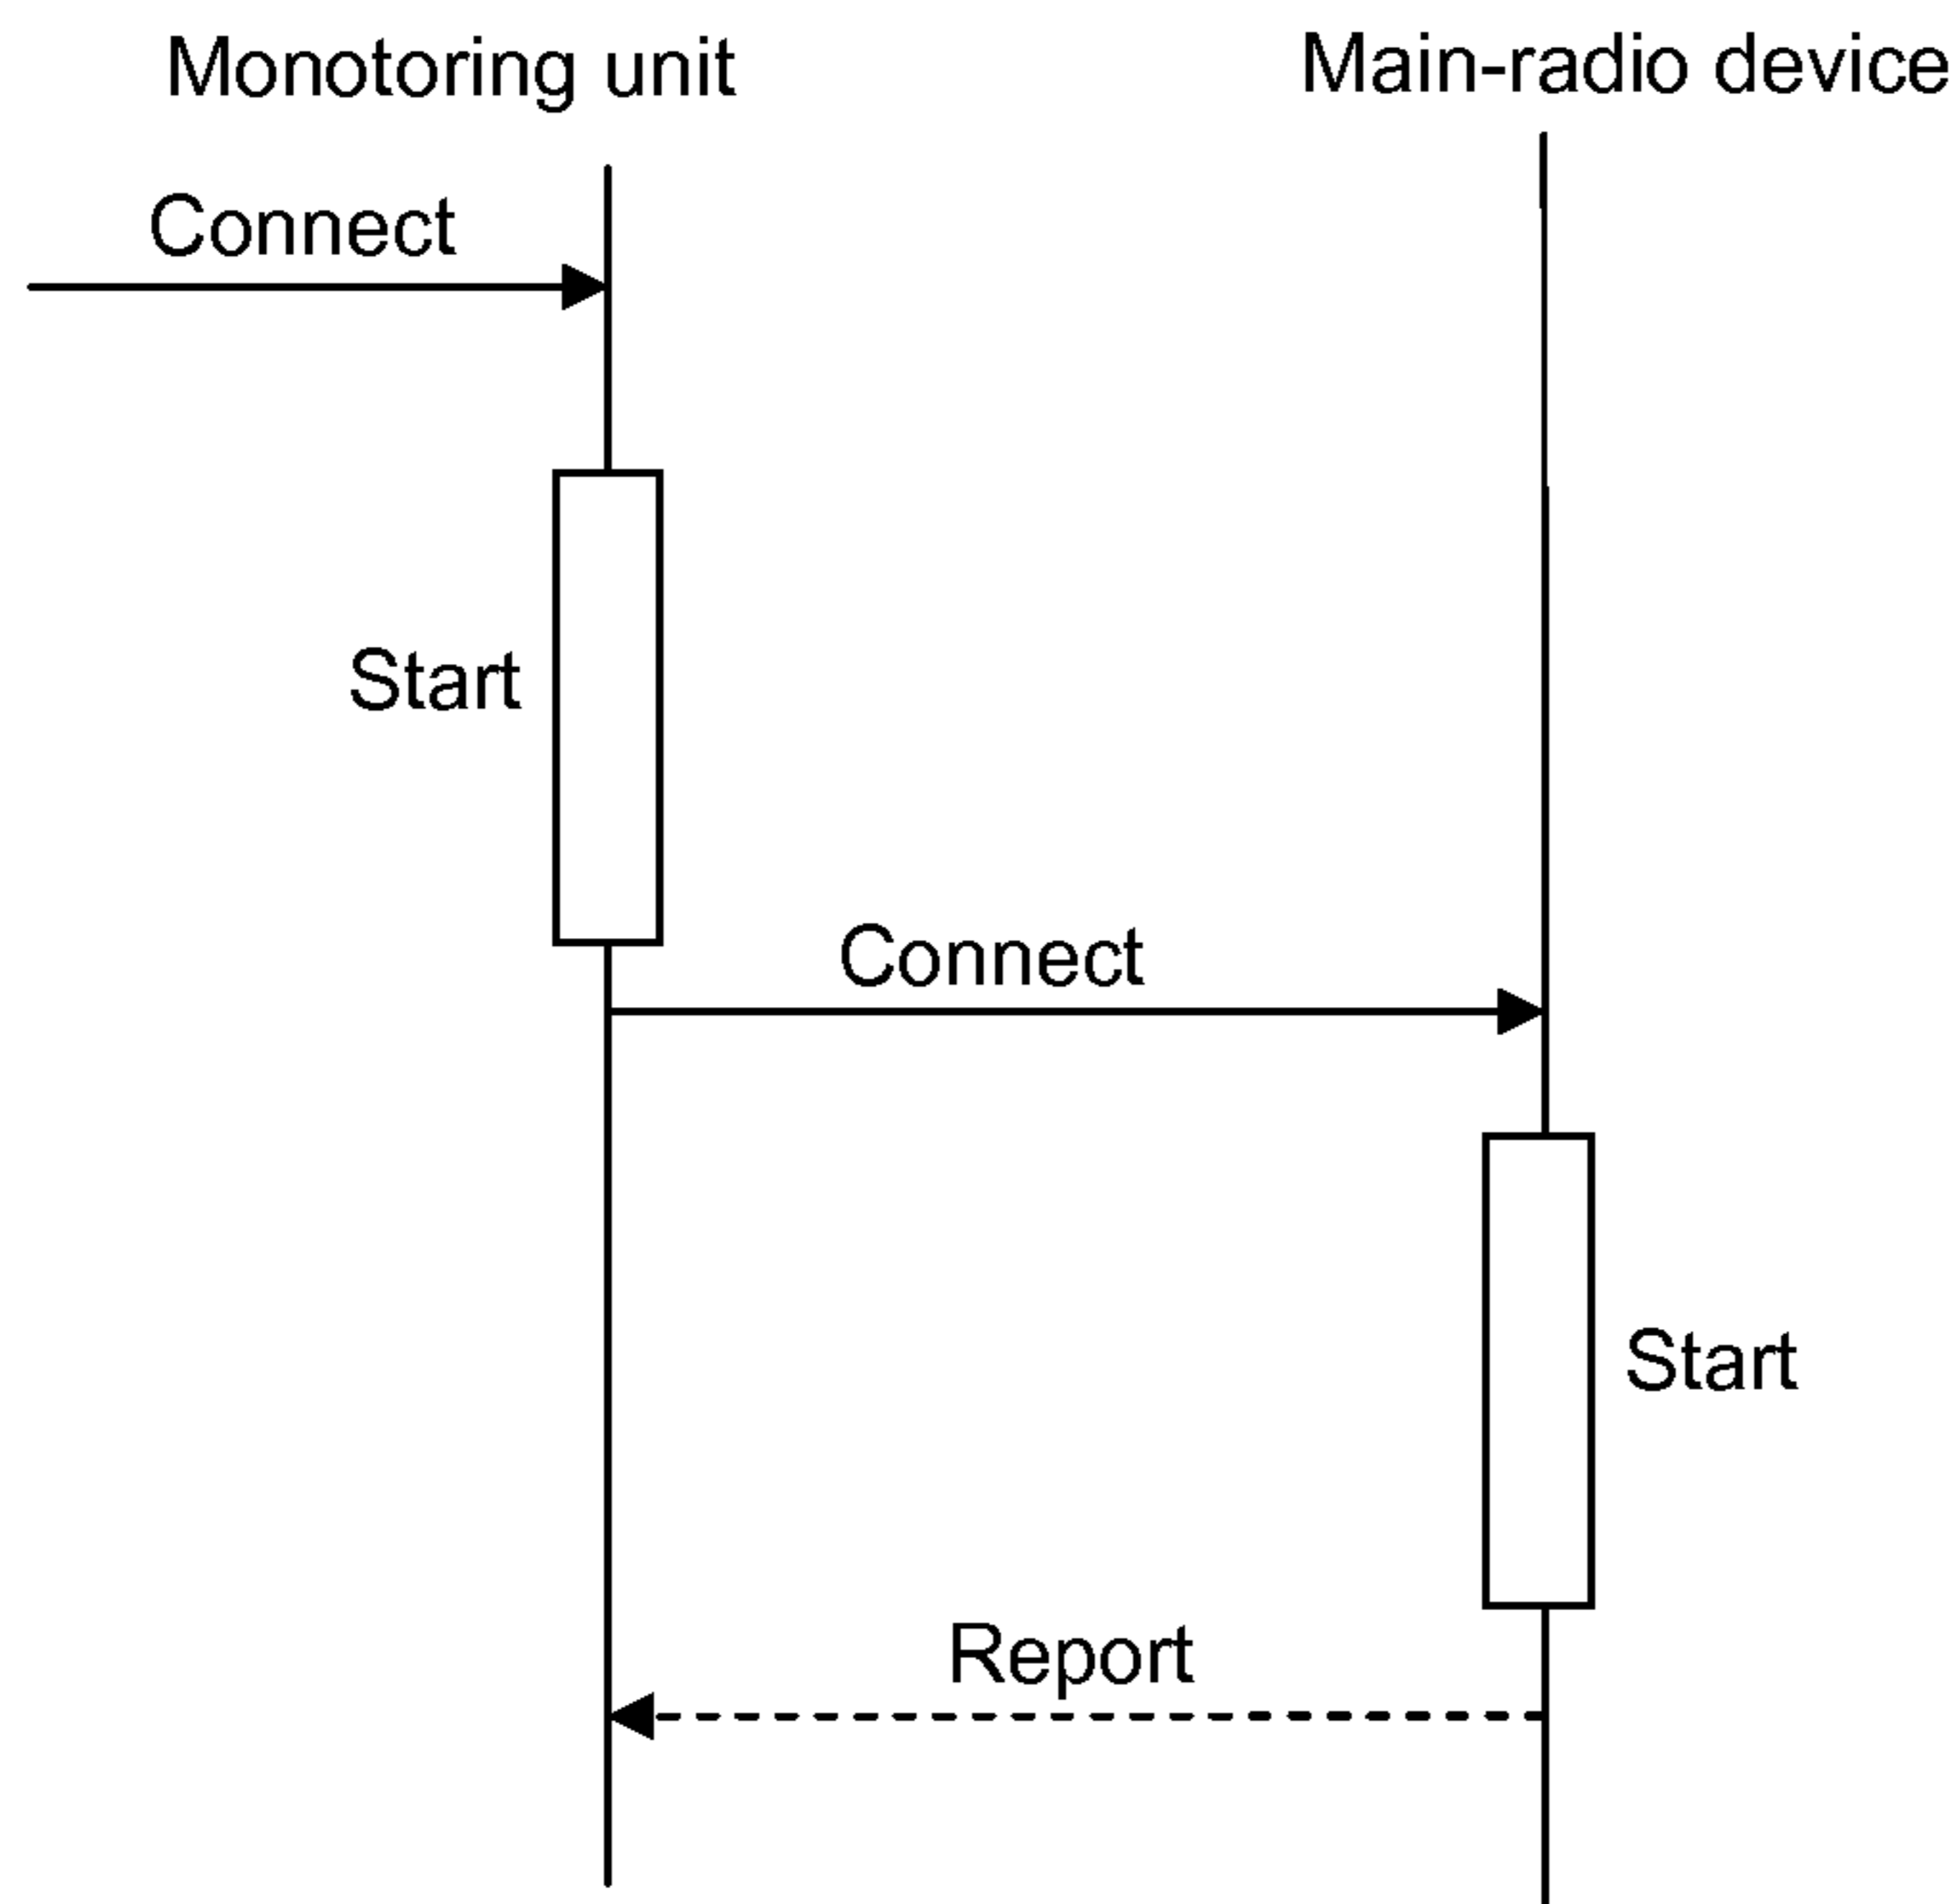 Monotoring unit
Main-radio device
Connect
Start
Connect
Start
Report